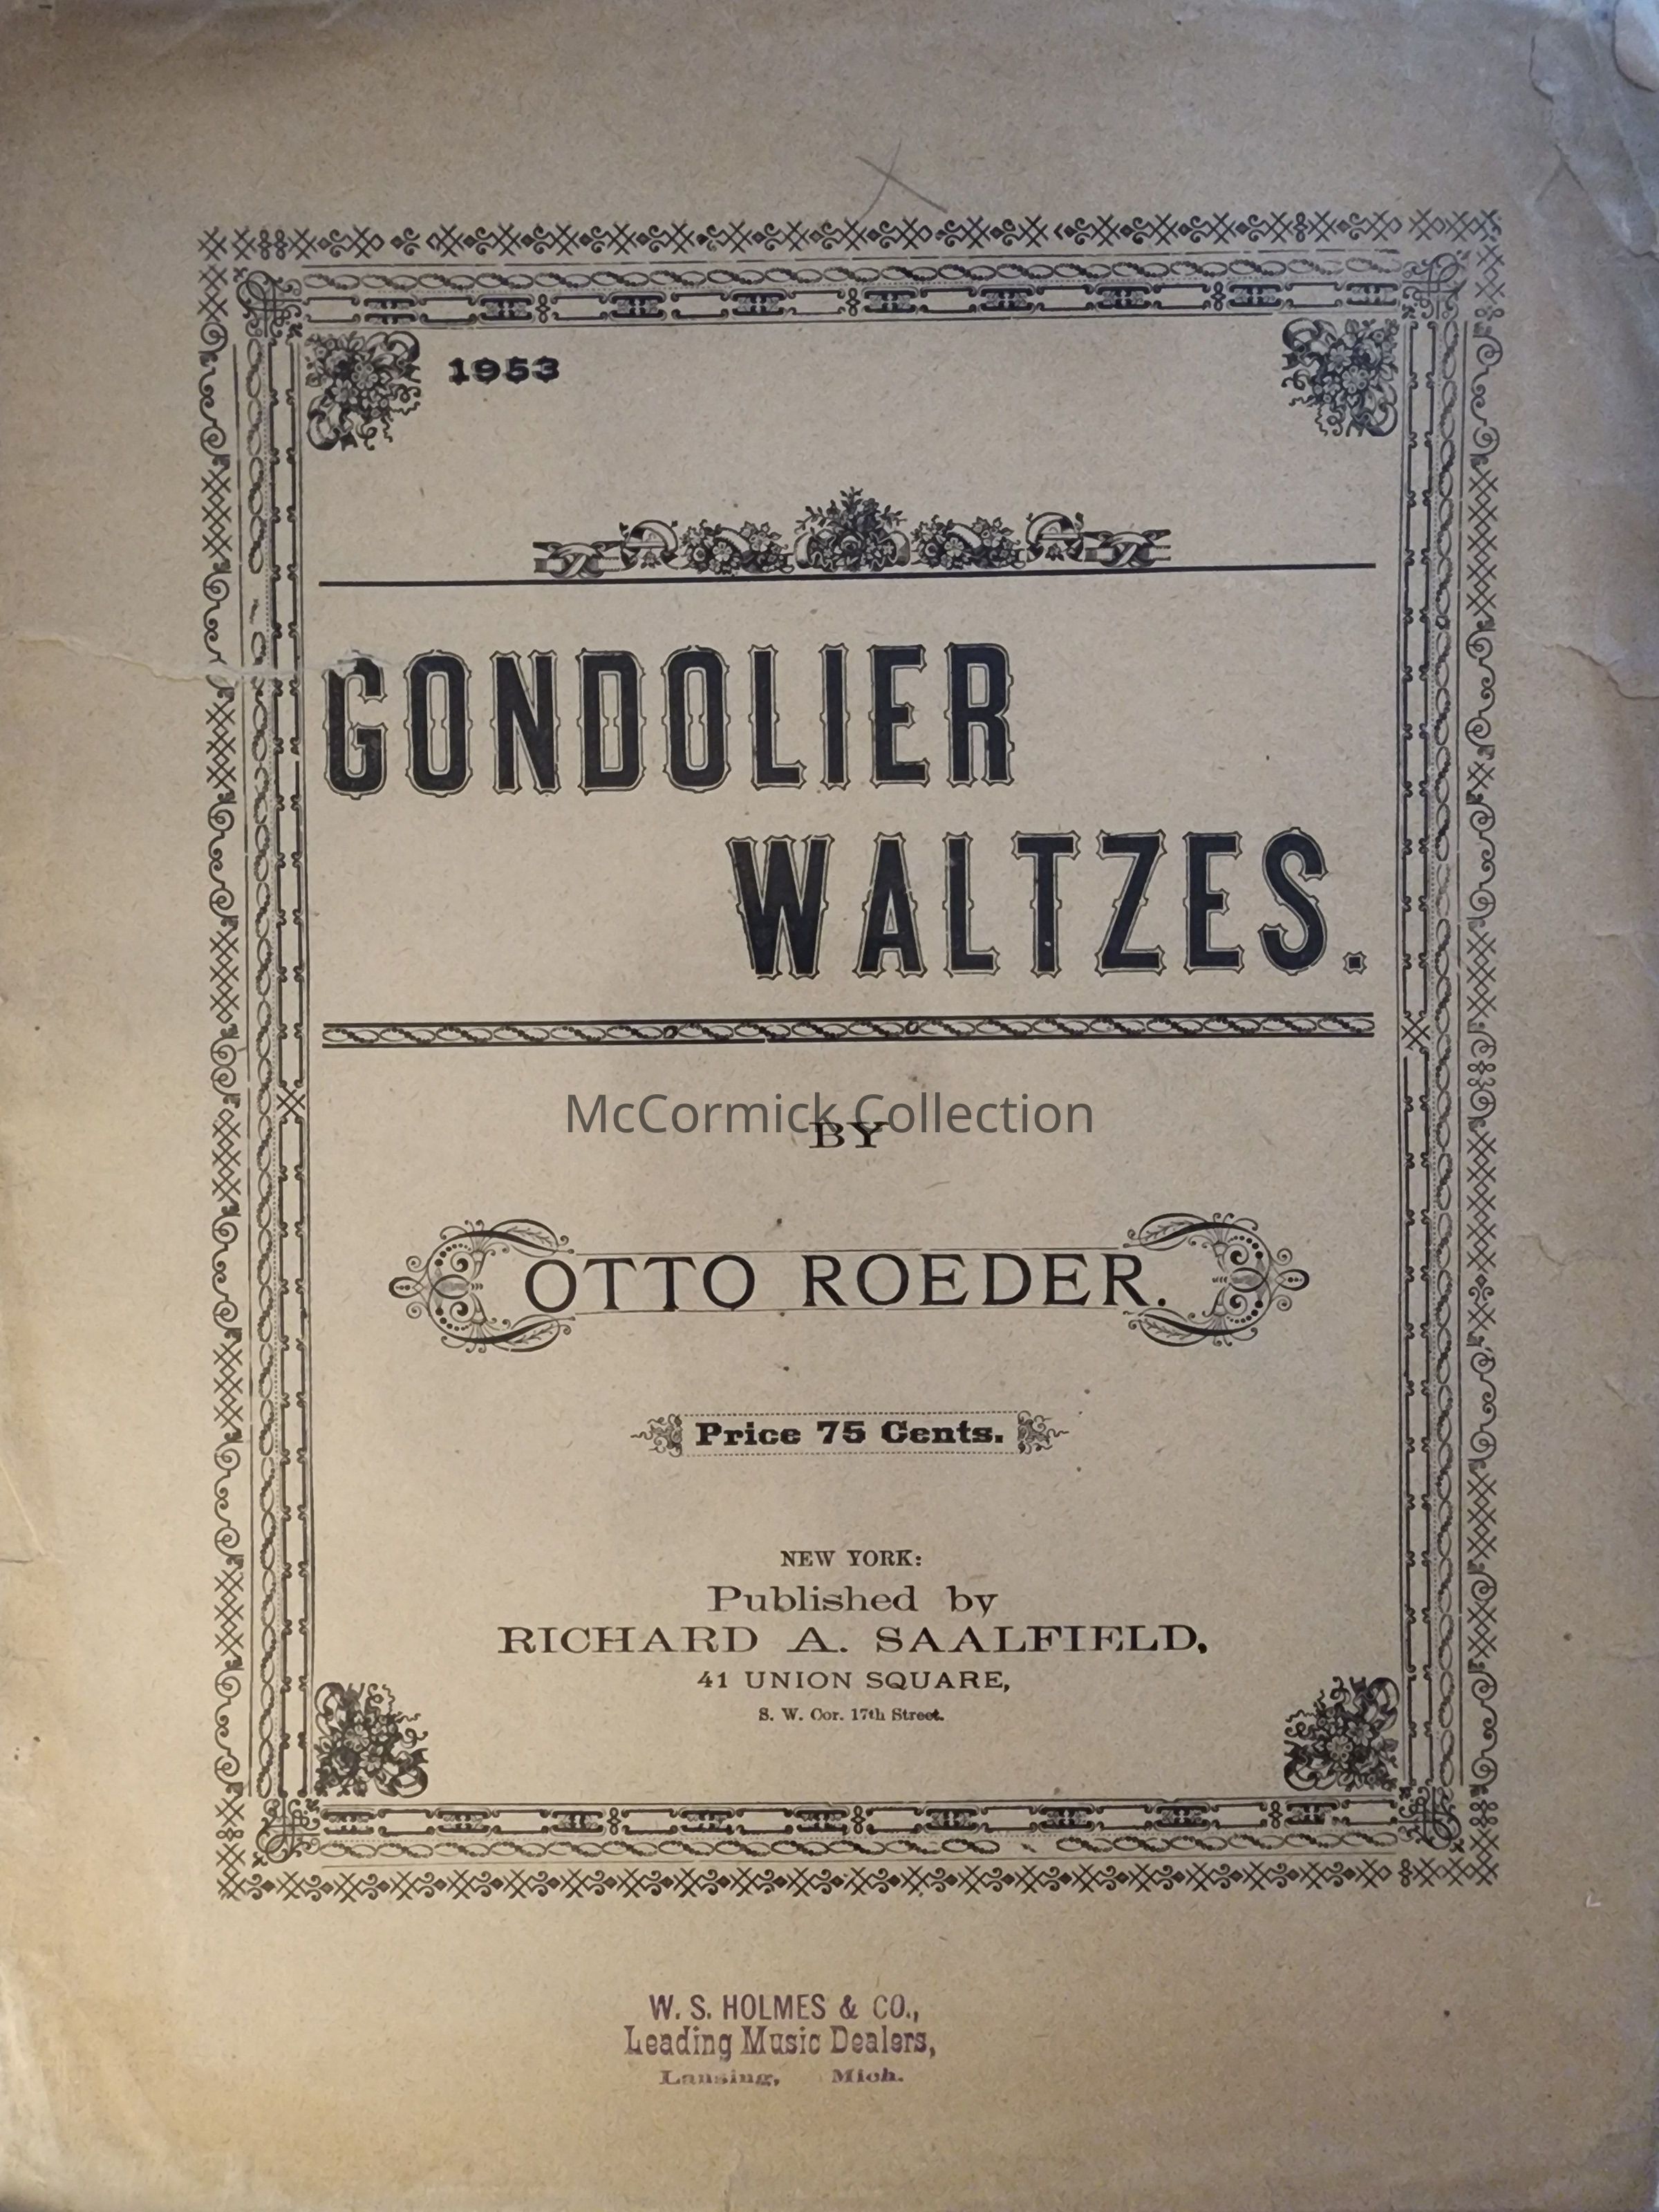 1953
GONDOLIER
WALTZES.
McCormick Collection
BY
OTTO ROEDER.
Price 75 Cents.
NEW YORK:
Published by
RICHARD A. SAALFIELD,
41 UNION SQUARE,
S. W. Cor. 17th Street.
W. S. HOLMES & CO.,
Leading Music Dealers,
Lansing, Mich.